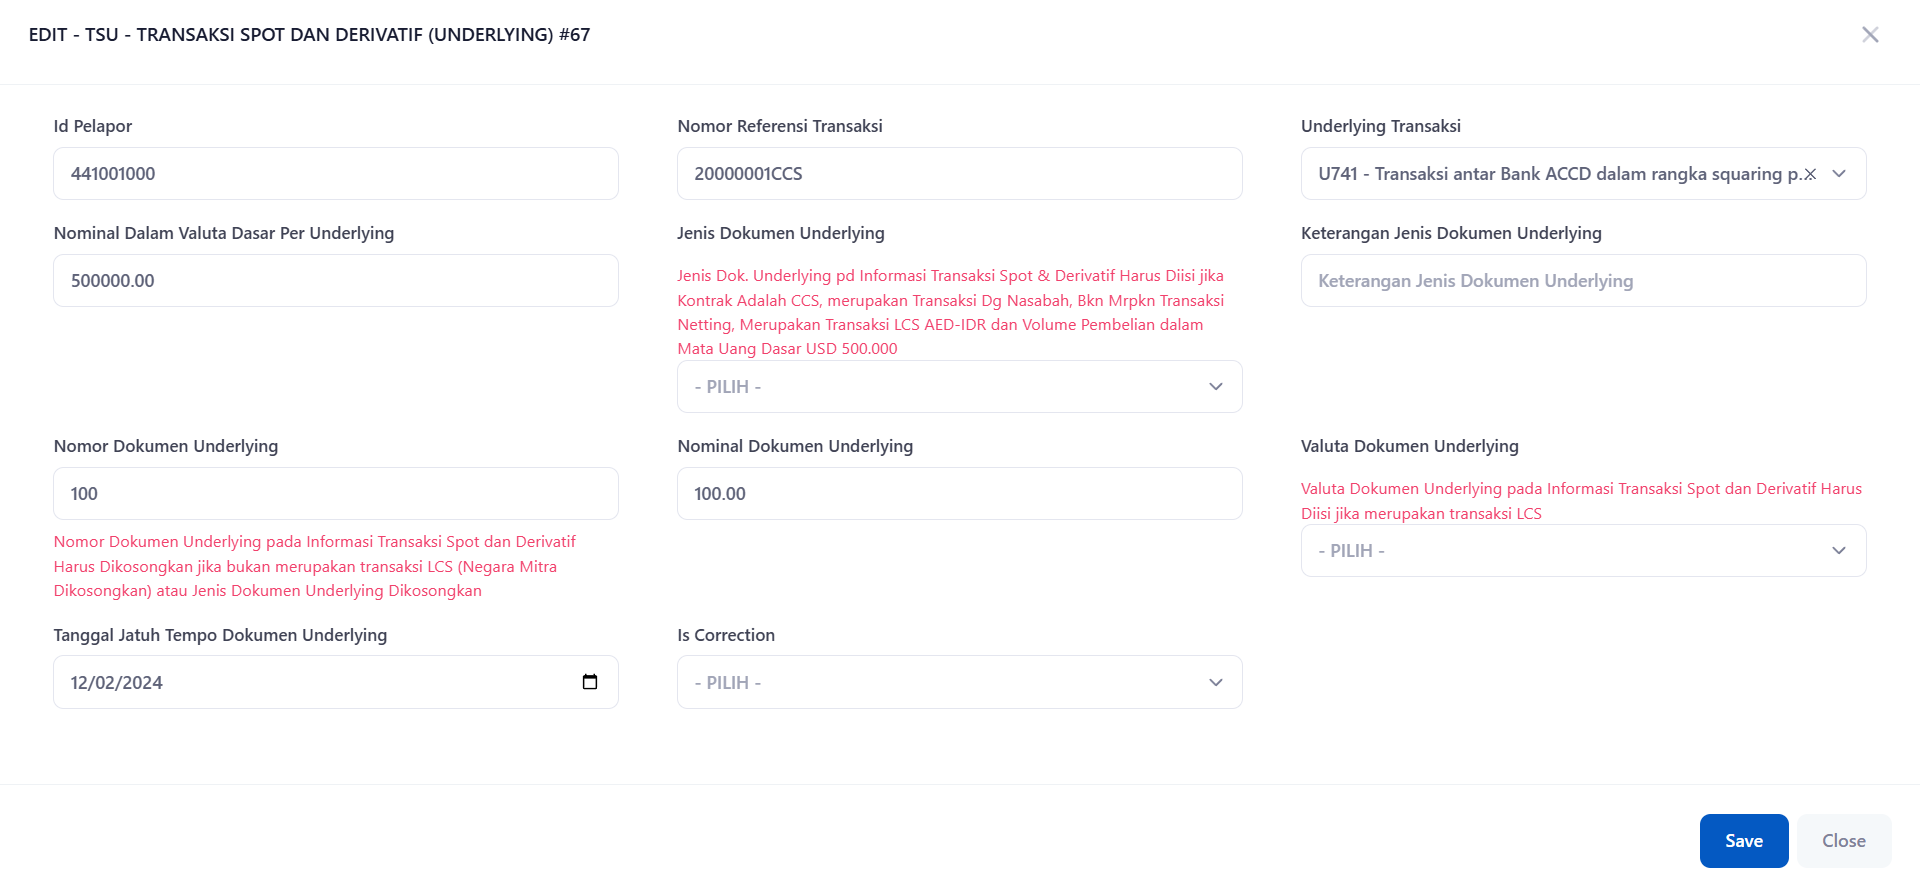 EDIT - TSU - TRANSAKSI SPOT DAN DERIVATIF (UNDERLYING) #67
Id Pelapor
441001000
Nomor Referensi Transaksi
20000001CCS
Underlying Transaksi
U741 - Transaksi antar Bank ACCD dalam rangka squaring p...
Nominal Dalam Valuta Dasar Per Underlying
500000.00
Jenis Dokumen Underlying
Jenis Dok. Underlying pd Informasi Transaksi Spot & Derivatif Harus Diisi jika
Kontrak Adalah CCS, merupakan Transaksi Dg Nasabah, Bkn Mrpkn Transaksi
Netting, Merupakan Transaksi LCS AED-IDR dan Volume Pembelian dalam
Mata Uang Dasar USD 500.000
- PILIH -
Keterangan Jenis Dokumen Underlying
Keterangan Jenis Dokumen Underlying
Nomor Dokumen Underlying
100
Nomor Dokumen Underlying pada Informasi Transaksi Spot dan Derivatif
Harus Dikosongkan jika bukan merupakan transaksi LCS (Negara Mitra
Dikosongkan) atau Jenis Dokumen Underlying Dikosongkan
Nominal Dokumen Underlying
100.00
Valuta Dokumen Underlying
Valuta Dokumen Underlying pada Informasi Transaksi Spot dan Derivatif Harus
Diisi jika merupakan transaksi LCS
- PILIH -
Tanggal Jatuh Tempo Dokumen Underlying
12/02/2024
Is Correction
- PILIH -
Save
Close